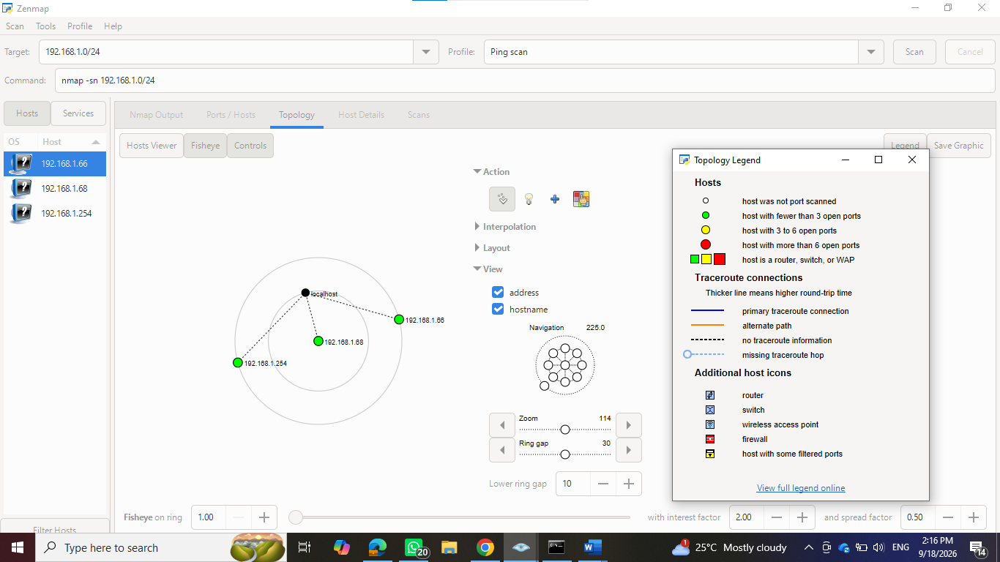 Zenmap
Scan Tools Profile Help
Target: 192.168.1.0/24 Profile: Ping scan Scan Cancel
Command: nmap -sn 192.168.1.0/24
Hosts Services
Nmap Output Ports / Hosts Topology Host Details Scans
OS Host
192.168.1.66
192.168.1.68
192.168.1.254
Hosts Viewer Fisheye Controls Legend Save Graphic
localhost
192.168.1.66
192.168.1.68
192.168.1.254
Action
Interpolation
Layout
View
address
hostname
Navigation 225.0
Zoom 114
Ring gap 30
Lower ring gap 10
Topology Legend
Hosts
host was not port scanned
host with fewer than 3 open ports
host with 3 to 6 open ports
host with more than 6 open ports
host is a router, switch, or WAP
Traceroute connections
Thicker line means higher round-trip time
primary traceroute connection
alternate path
no traceroute information
missing traceroute hop
Additional host icons
router
switch
wireless access point
firewall
host with some filtered ports
View full legend online
Filter Hosts
Fisheye on ring 1.00 with interest factor 2.00 and spread factor 0.50
Type here to search
20
25°C Mostly cloudy
ENG
2:16 PM
9/18/2026
14